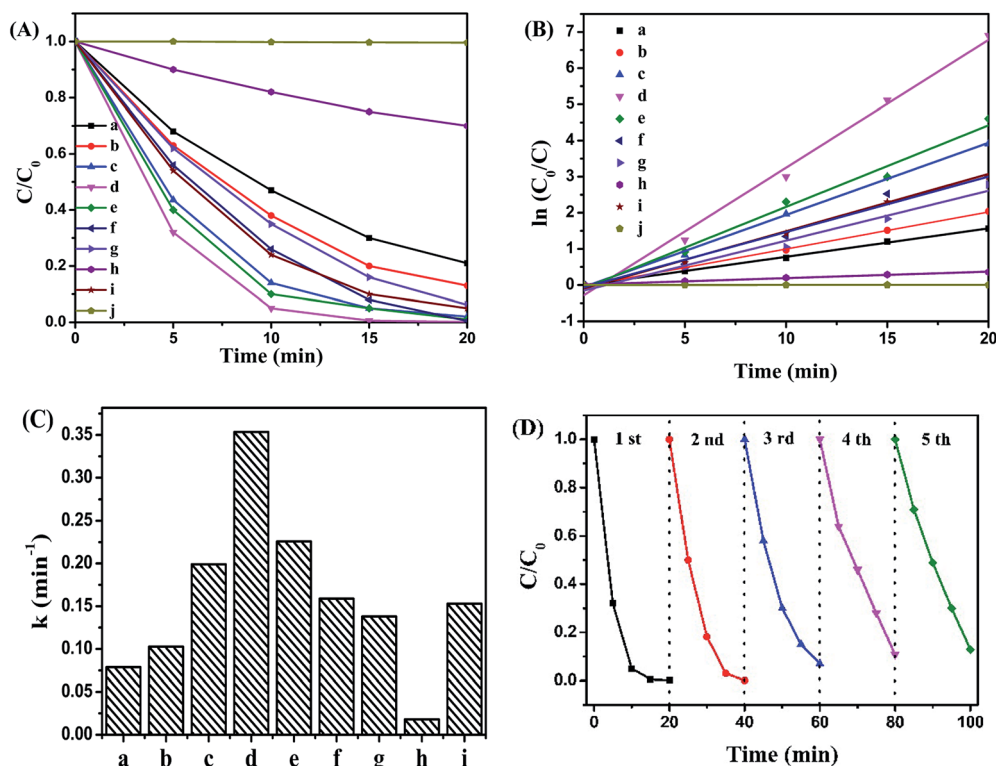 (A)
1.0
0.8
0.6
0.4
0.2
0.0
C/C0
a
b
c
d
e
f
g
h
i
j
0 5 10 15 20
Time (min)
(B)
7
6
5
4
3
2
1
0
-1
ln (C0/C)
a
b
c
d
e
f
g
h
i
j
0 5 10 15 20
Time (min)
(C)
0.35
0.30
0.25
0.20
0.15
0.10
0.05
0.00
k (min⁻¹)
a b c d e f g h i
(D)
1.0
0.8
0.6
0.4
0.2
0.0
C/C0
1 st 2 nd 3 rd 4 th 5 th
0 20 40 60 80 100
Time (min)